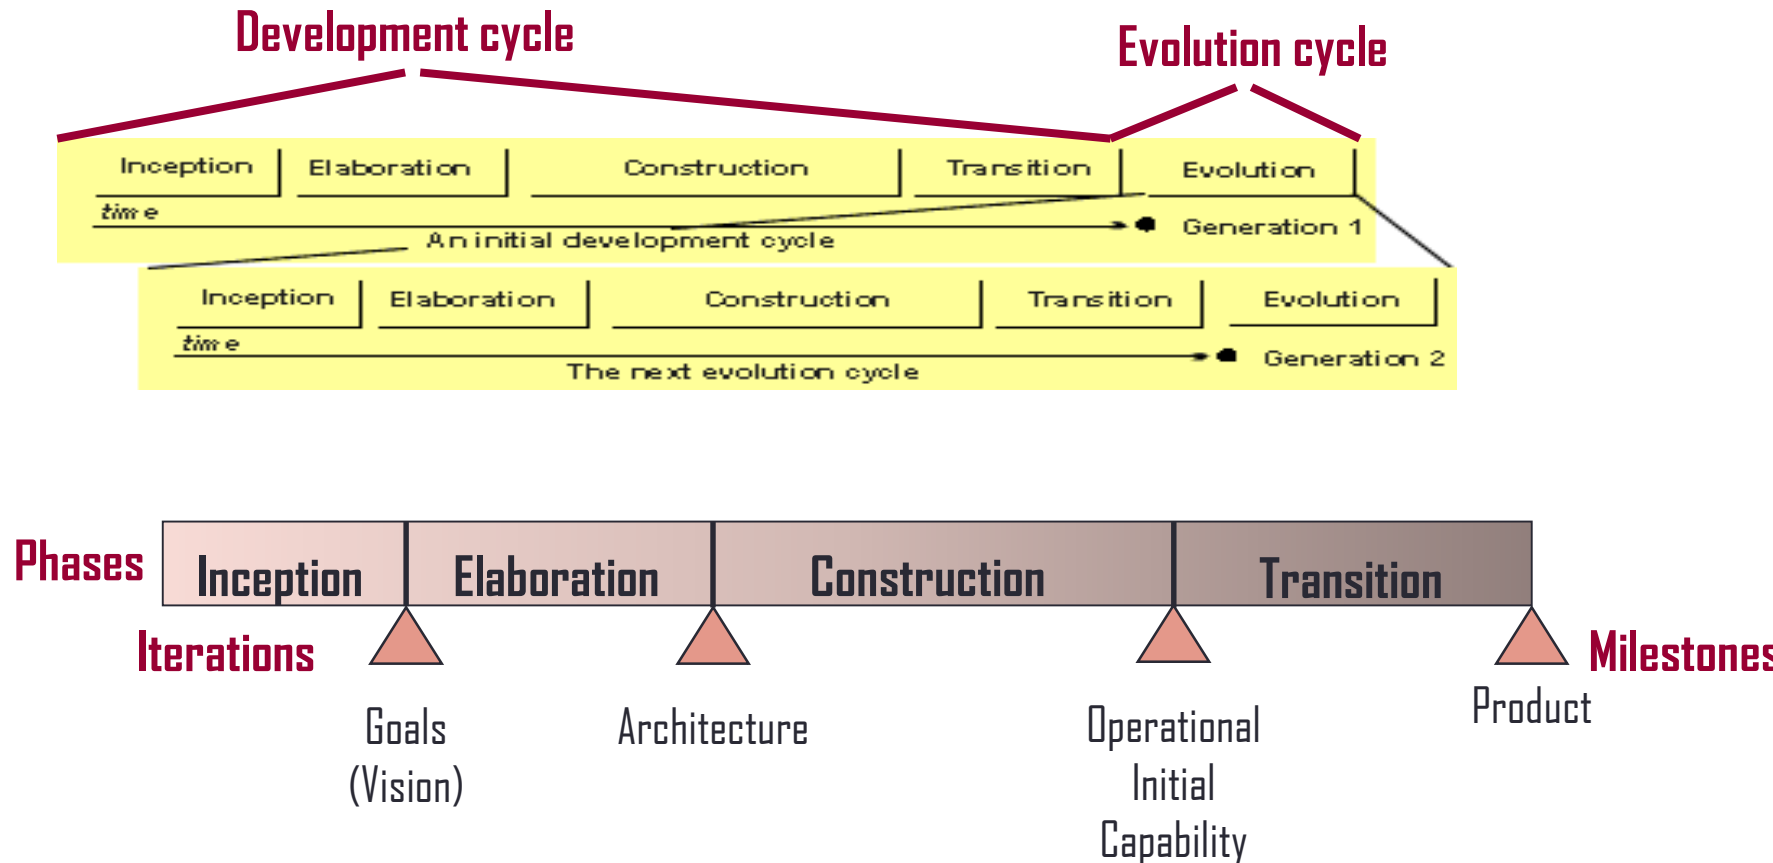 Development cycle
Evolution cycle
Inception Elaboration Construction Transition Evolution
time
Generation 1
An initial development cycle
Inception Elaboration Construction Transition Evolution
time
Generation 2
The next evolution cycle
Phases
Inception Elaboration Construction Transition
Iterations
Milestones
Goals
(Vision)
Architecture
Operational
Initial
Capability
Product